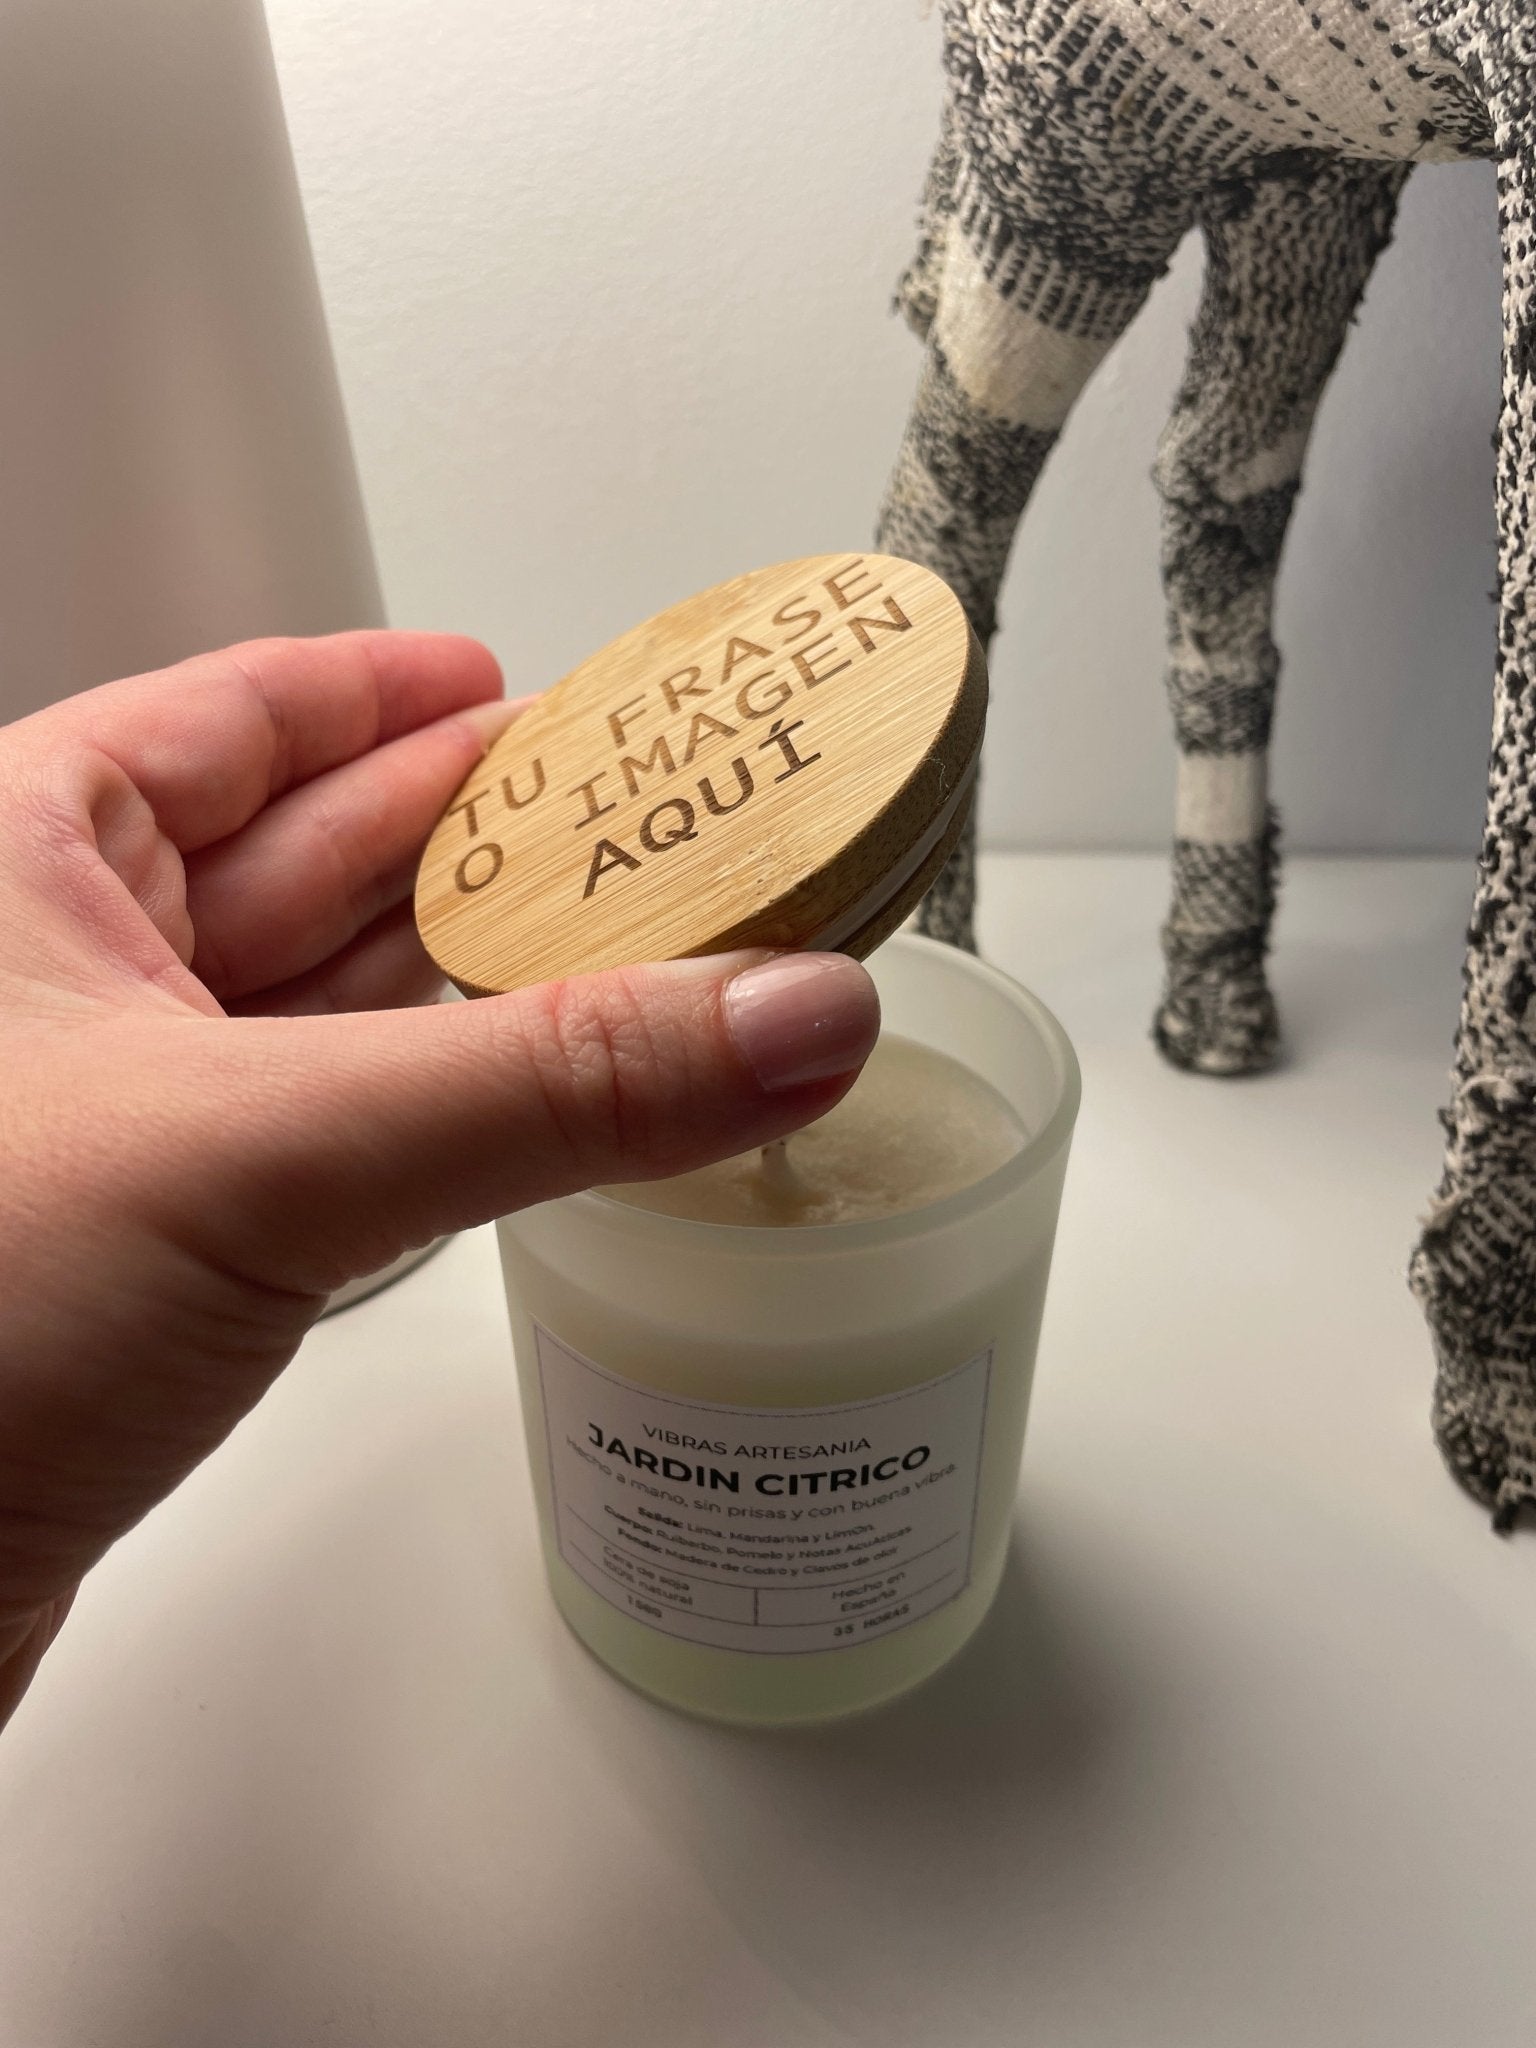 TU FRASE
O IMAGEN
AQUÍ
VIBRAS ARTESANIA
JARDIN CITRICO
Hecho a mano, sin prisas y con buena vibra.
Salida: Lima, Mandarina y LimOn.
Cuerpo: Ruibarbo, Pomelo y Notas AcuAticas
Fondo: Madera de Cedro y Clavos de olor
Cera de soja
100% natural
Hecho en
España
35 HORAS